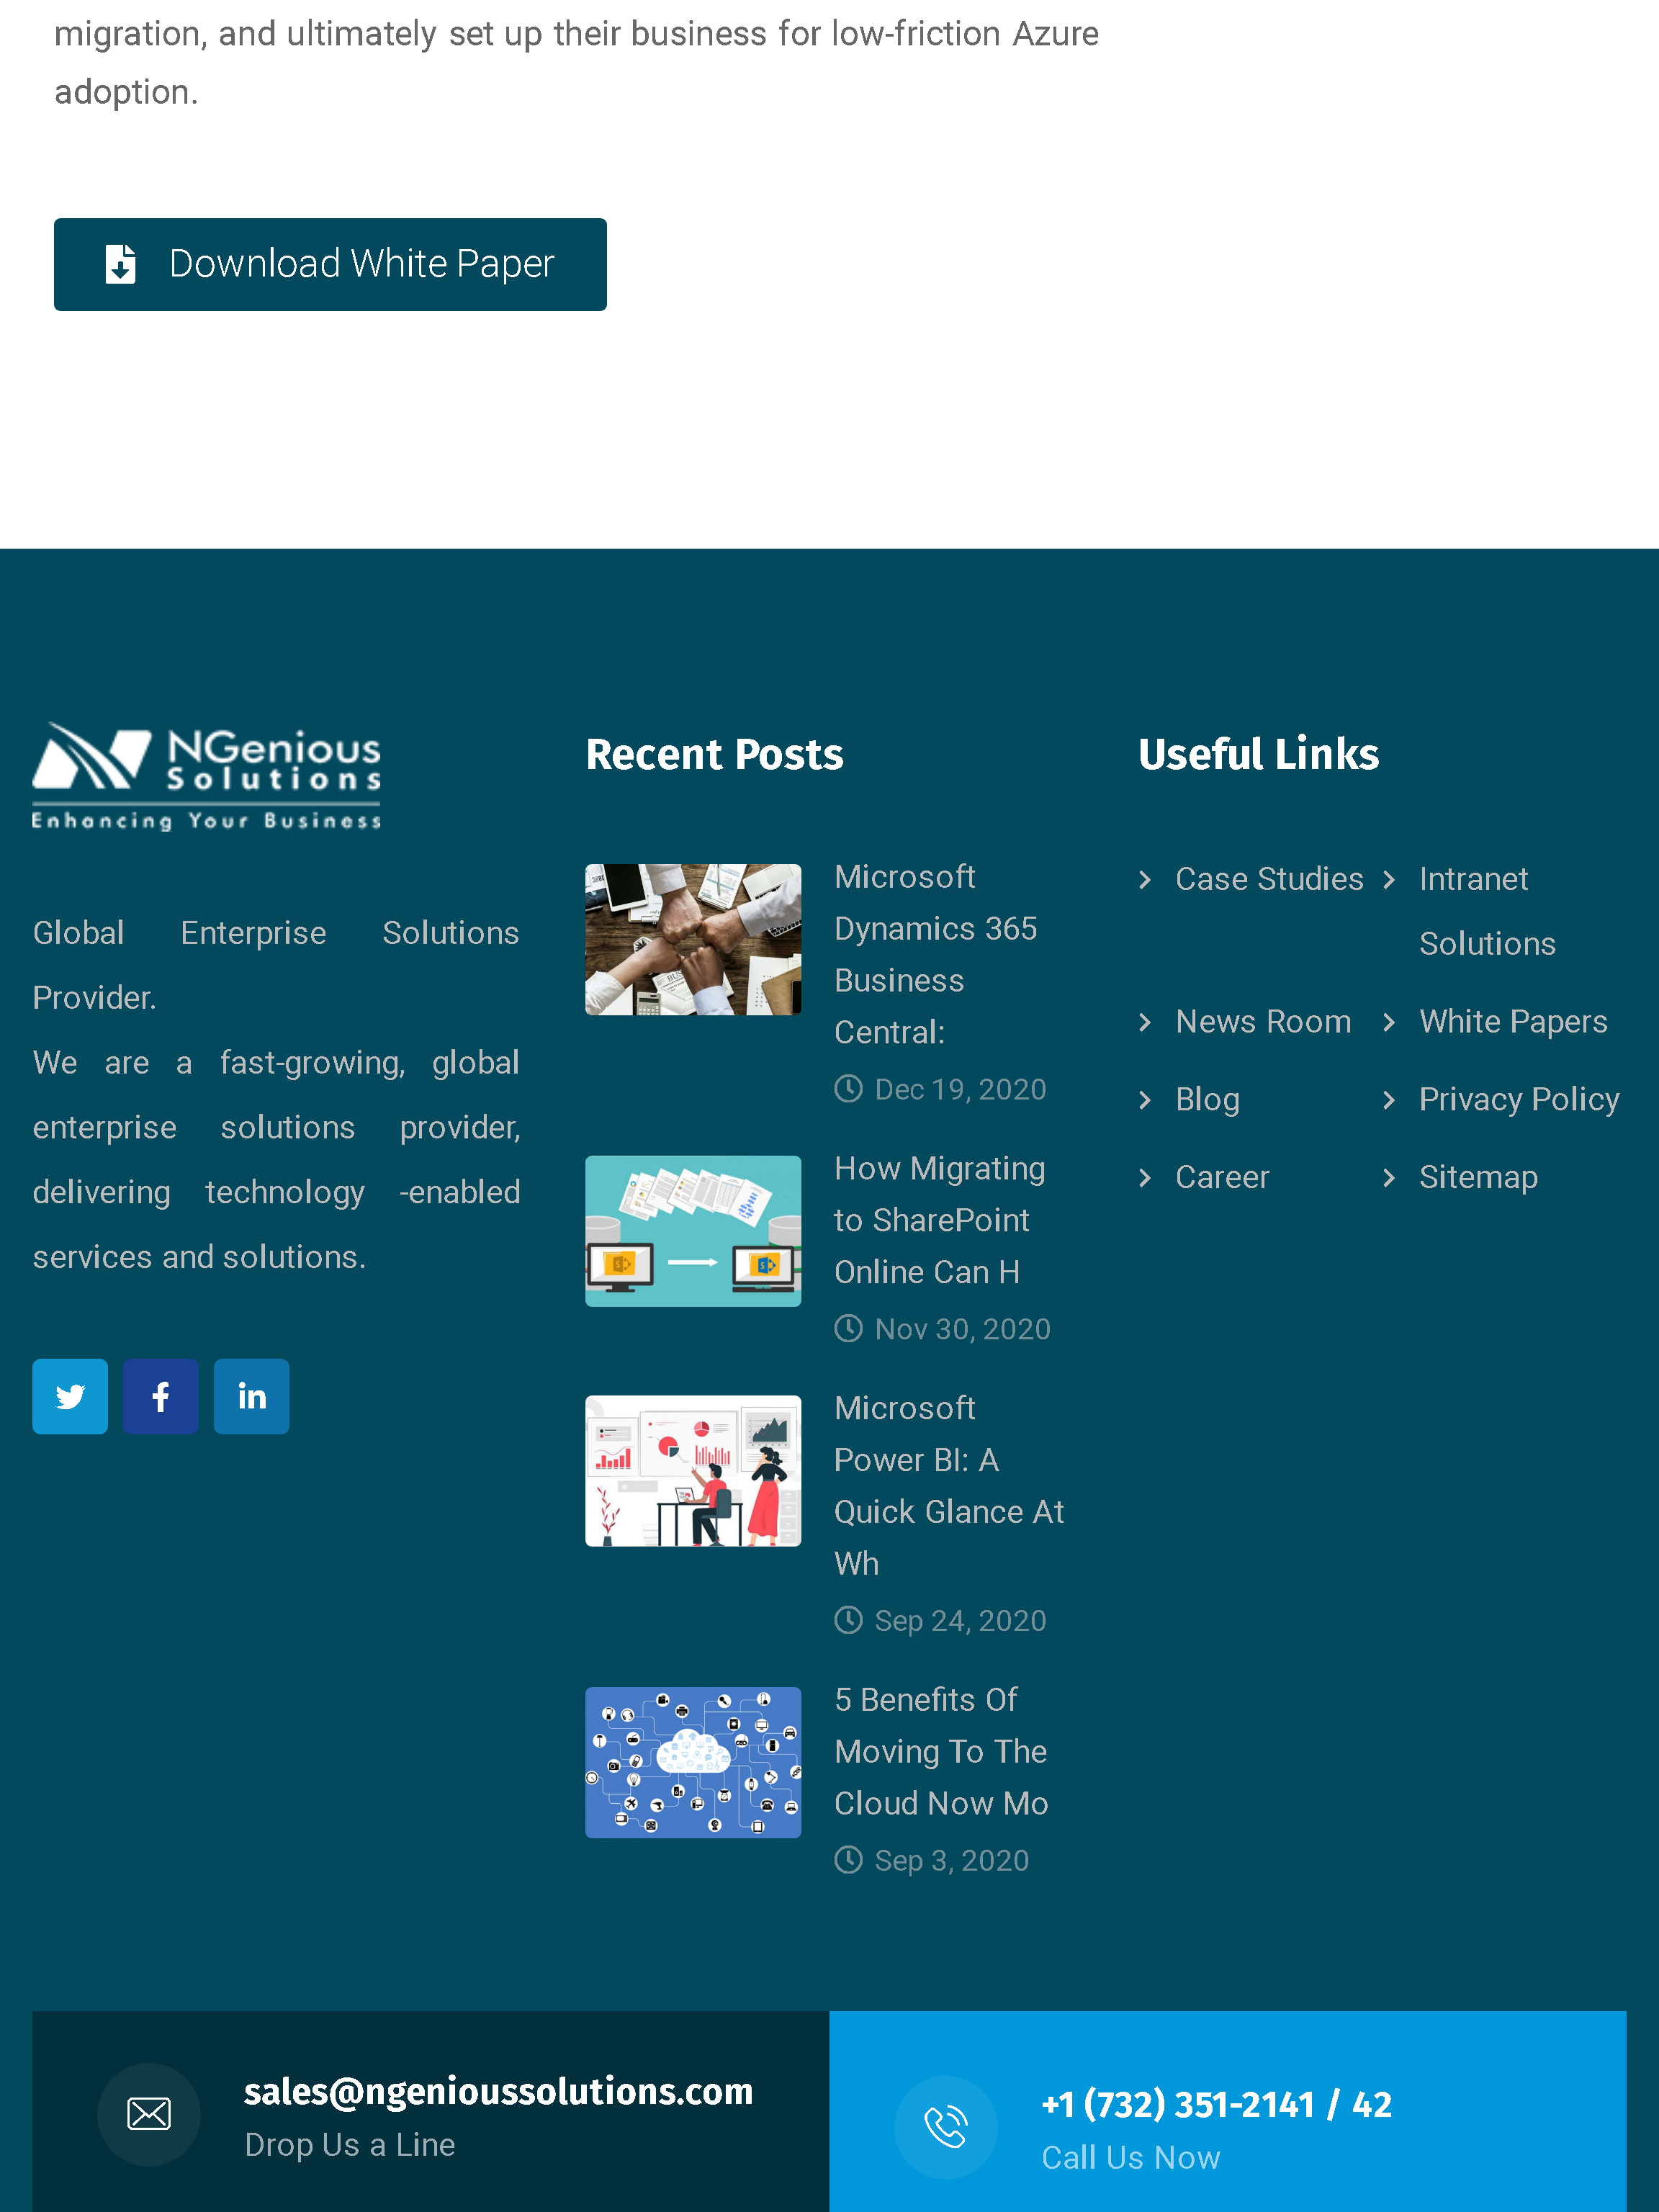 migration, and ultimately set up their business for low-friction Azure
adoption.
Download White Paper
NGenious
Solutions
Enhancing Your Business
Global Enterprise Solutions
Provider.
We are a fast-growing, global
enterprise solutions provider,
delivering technology -enabled
services and solutions.
Recent Posts
Microsoft
Dynamics 365
Business
Central:
Dec 19, 2020
How Migrating
to SharePoint
Online Can H
Nov 30, 2020
Microsoft
Power BI: A
Quick Glance At
Wh
Sep 24, 2020
5 Benefits Of
Moving To The
Cloud Now Mo
Sep 3, 2020
Useful Links
Case Studies
Intranet
Solutions
News Room
White Papers
Blog
Privacy Policy
Career
Sitemap
sales@ngenioussolutions.com
Drop Us a Line
+1 (732) 351-2141 / 42
Call Us Now